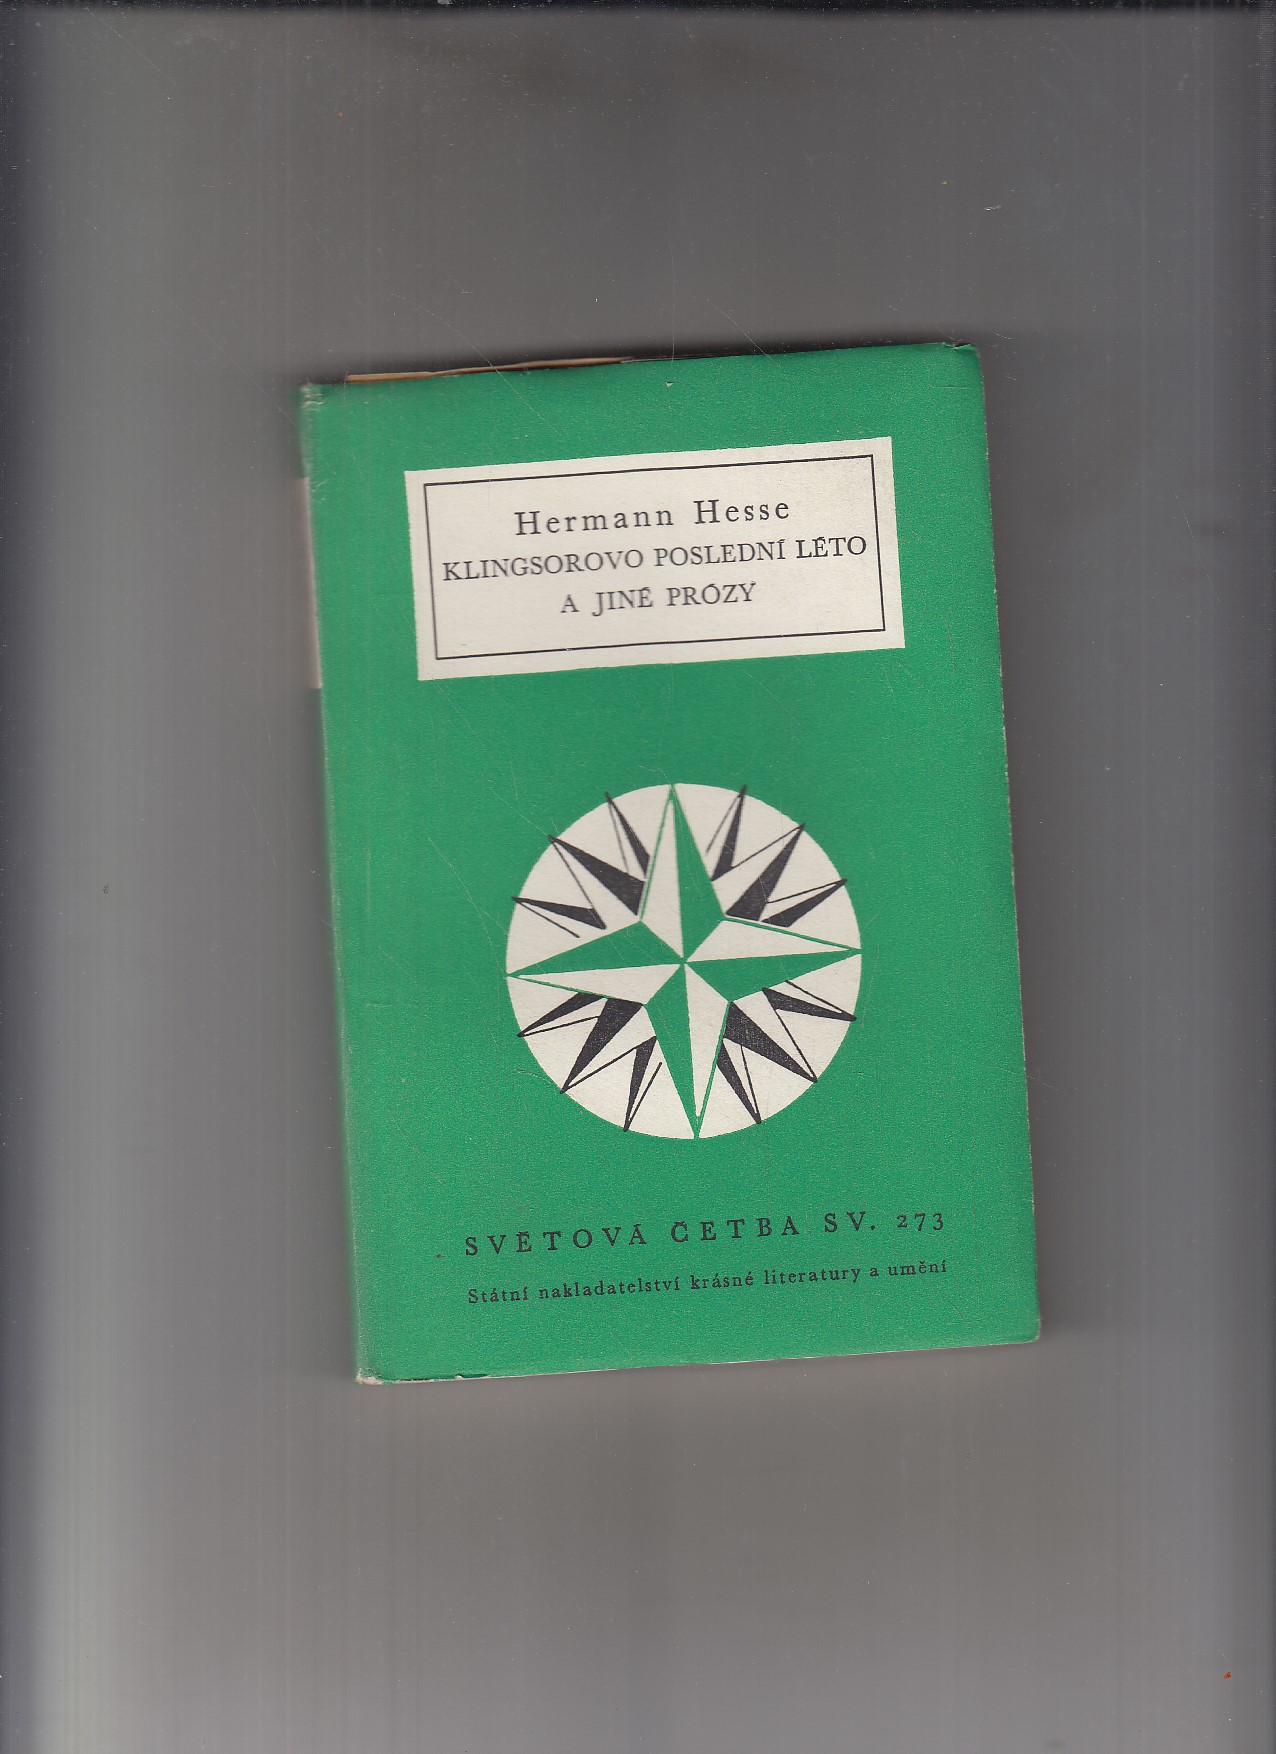 Hermann Hesse
KLINGSOROVO POSLEDNÍ LÉTO
A JINÉ PRÓZY
SVĚTOVÁ ČETBA SV. 273
Státní nakladatelství krásné literatury a umění